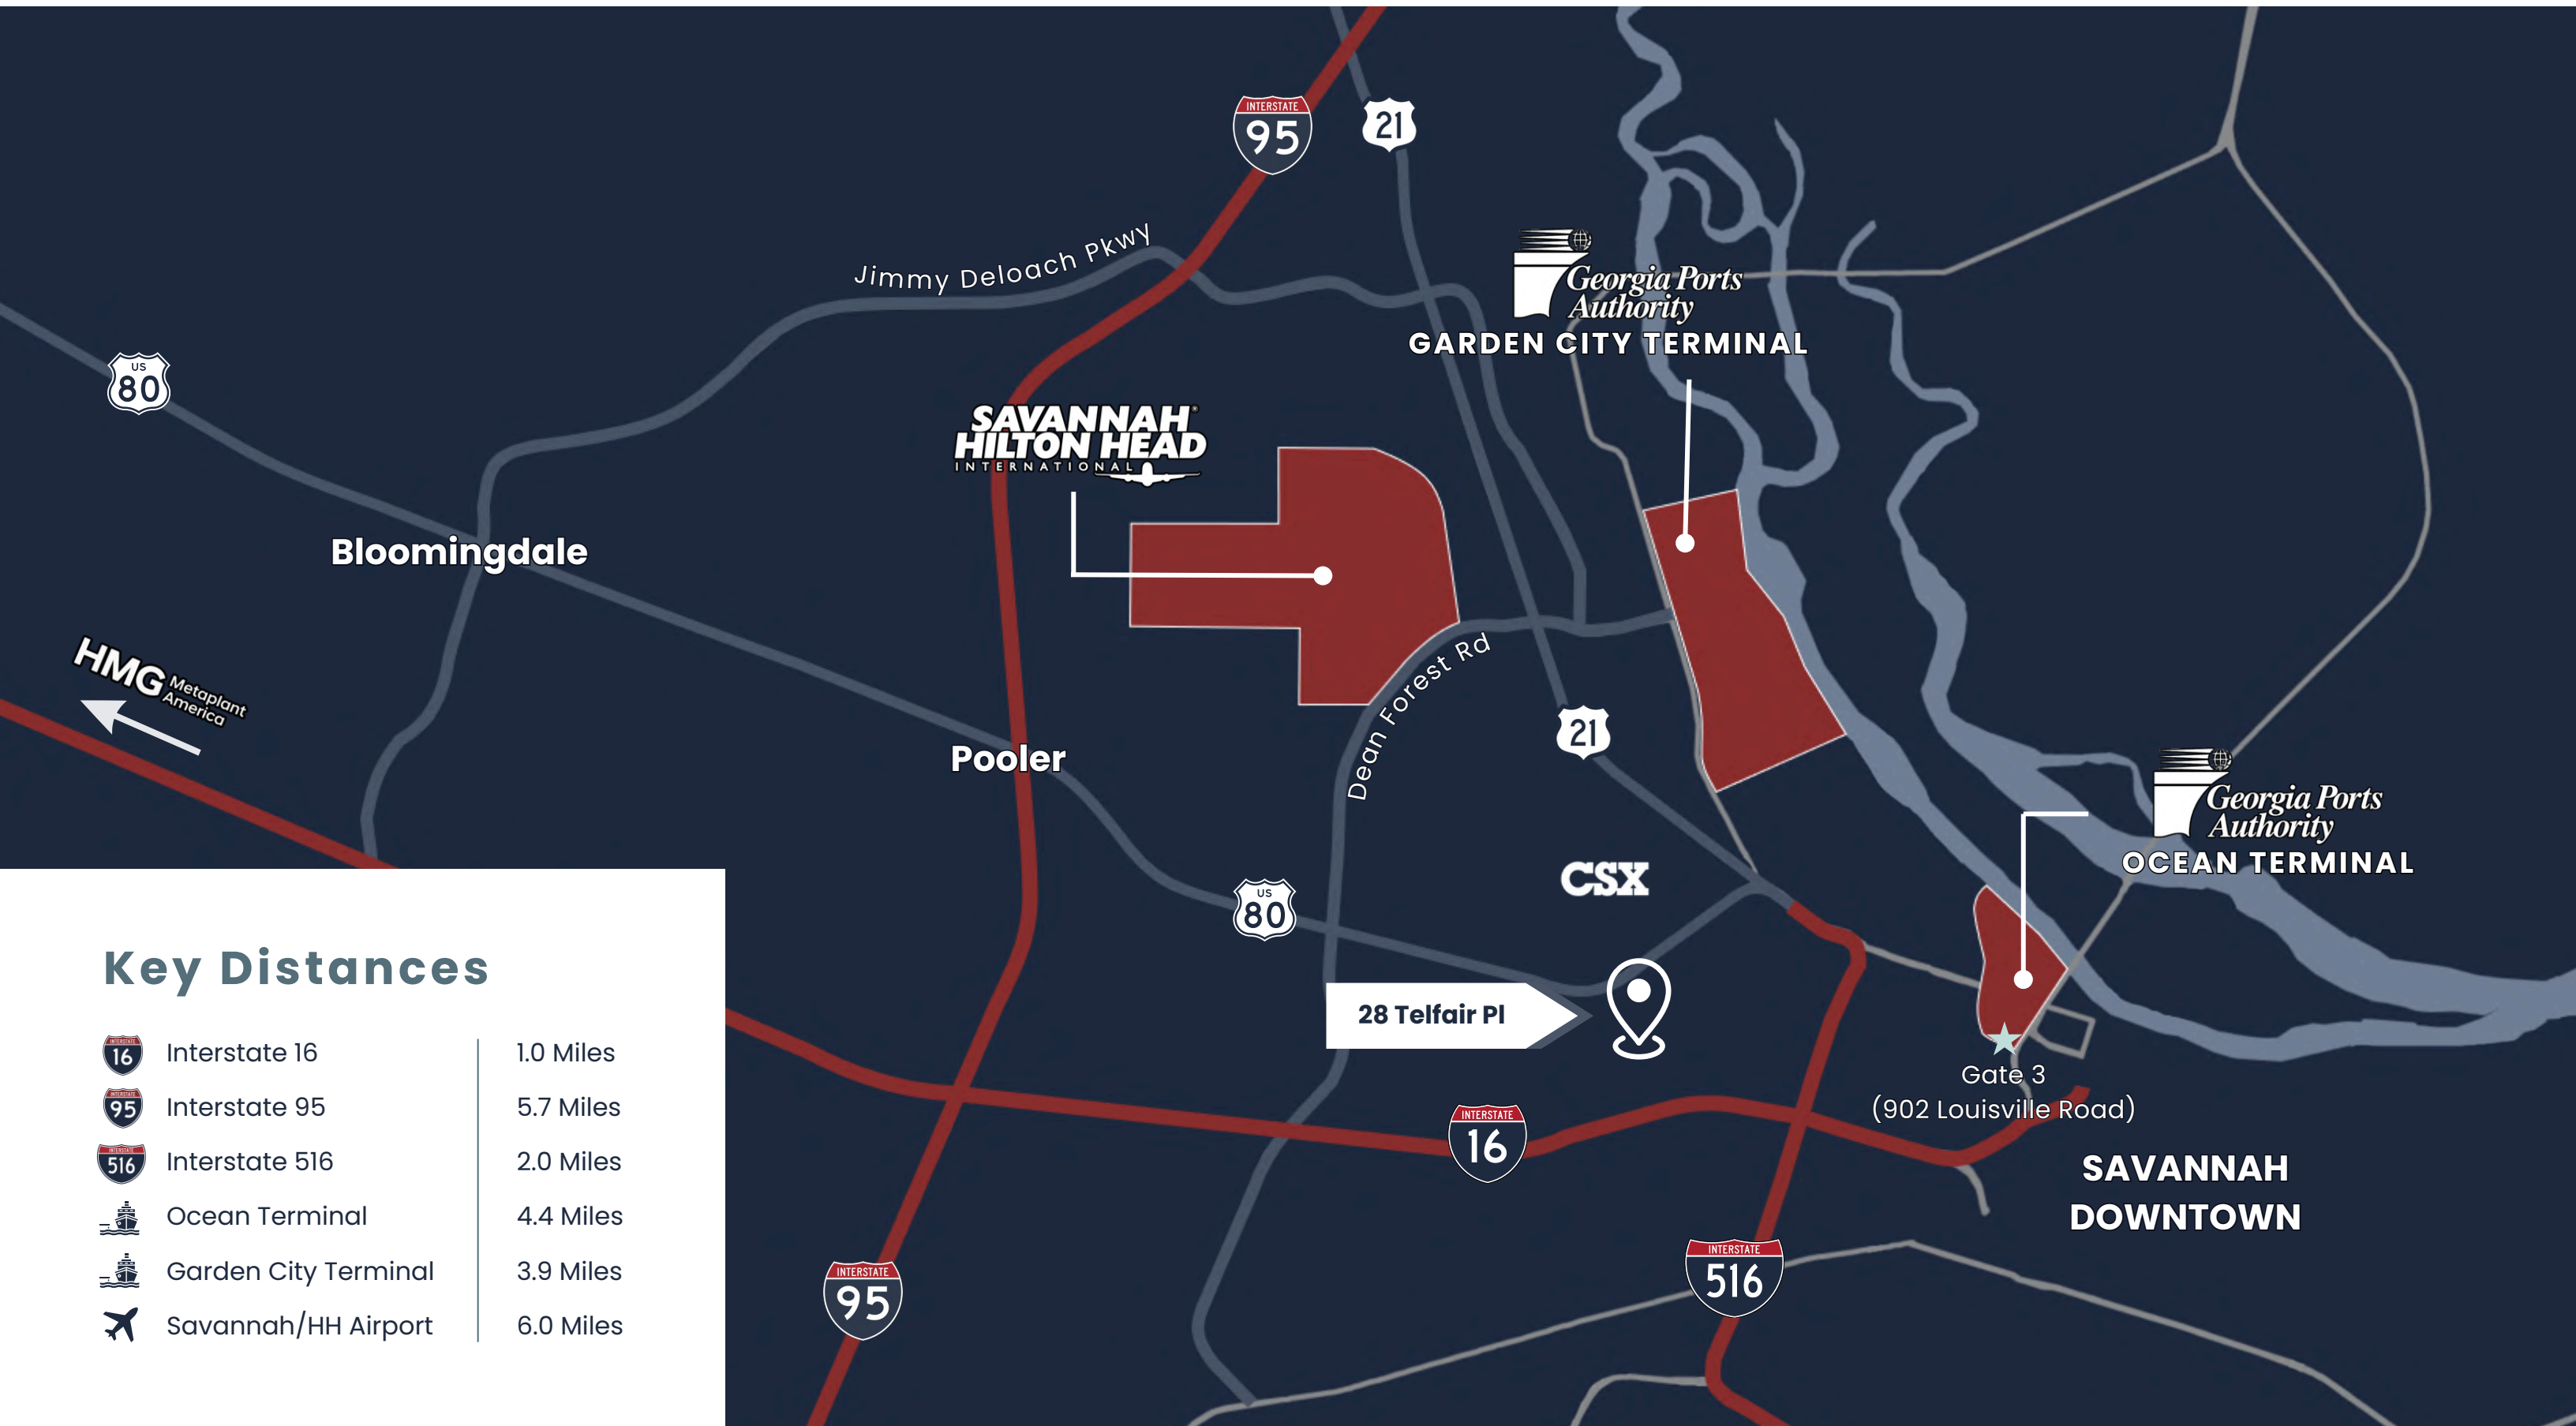 INTERSTATE
95
21
Jimmy Deloach Pkwy
Georgia Ports
Authority
GARDEN CITY TERMINAL
US
80
SAVANNAH
HILTON HEAD
INTERNATIONAL
Bloomingdale
HMG Metaplant
America
Dean Forest Rd
21
Pooler
Georgia Ports
Authority
OCEAN TERMINAL
CSX
US
80
28 Telfair Pl
Gate 3
(902 Louisville Road)
INTERSTATE
16
SAVANNAH
DOWNTOWN
INTERSTATE
516
INTERSTATE
95
Key Distances
INTERSTATE
16
Interstate 16 1.0 Miles
INTERSTATE
95
Interstate 95 5.7 Miles
INTERSTATE
516
Interstate 516 2.0 Miles
Ocean Terminal 4.4 Miles
Garden City Terminal 3.9 Miles
Savannah/HH Airport 6.0 Miles